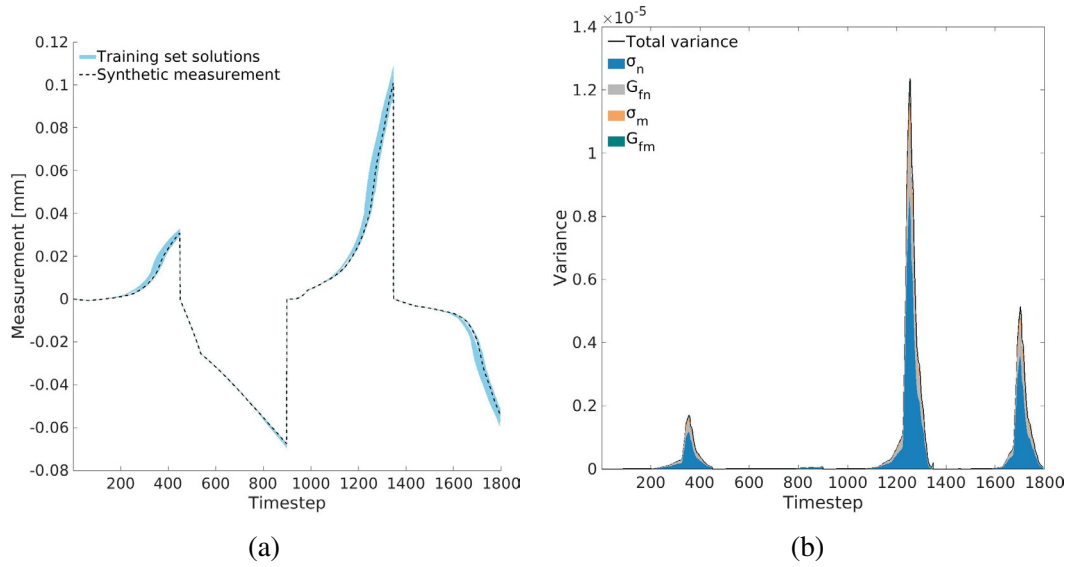 0.12
0.1
0.08
0.06
0.04
0.02
0
-0.02
-0.04
-0.06
-0.08
Measurement [mm]
Training set solutions
Synthetic measurement
200 400 600 800 1000 1200 1400 1600 1800
Timestep
(a)
×10⁻⁵
1.4
1.2
1
0.8
0.6
0.4
0.2
0
Variance
Total variance
σn
Gfn
σm
Gfm
200 400 600 800 1000 1200 1400 1600 1800
Timestep
(b)